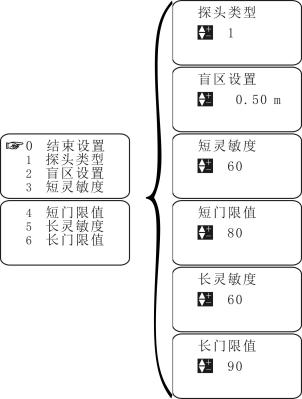 0 结束设置
1 探头类型
2 盲区设置
3 短灵敏度
4 短门限值
5 长灵敏度
6 长门限值
探头类型
1
盲区设置
0.50 m
短灵敏度
60
短门限值
80
长灵敏度
60
长门限值
90